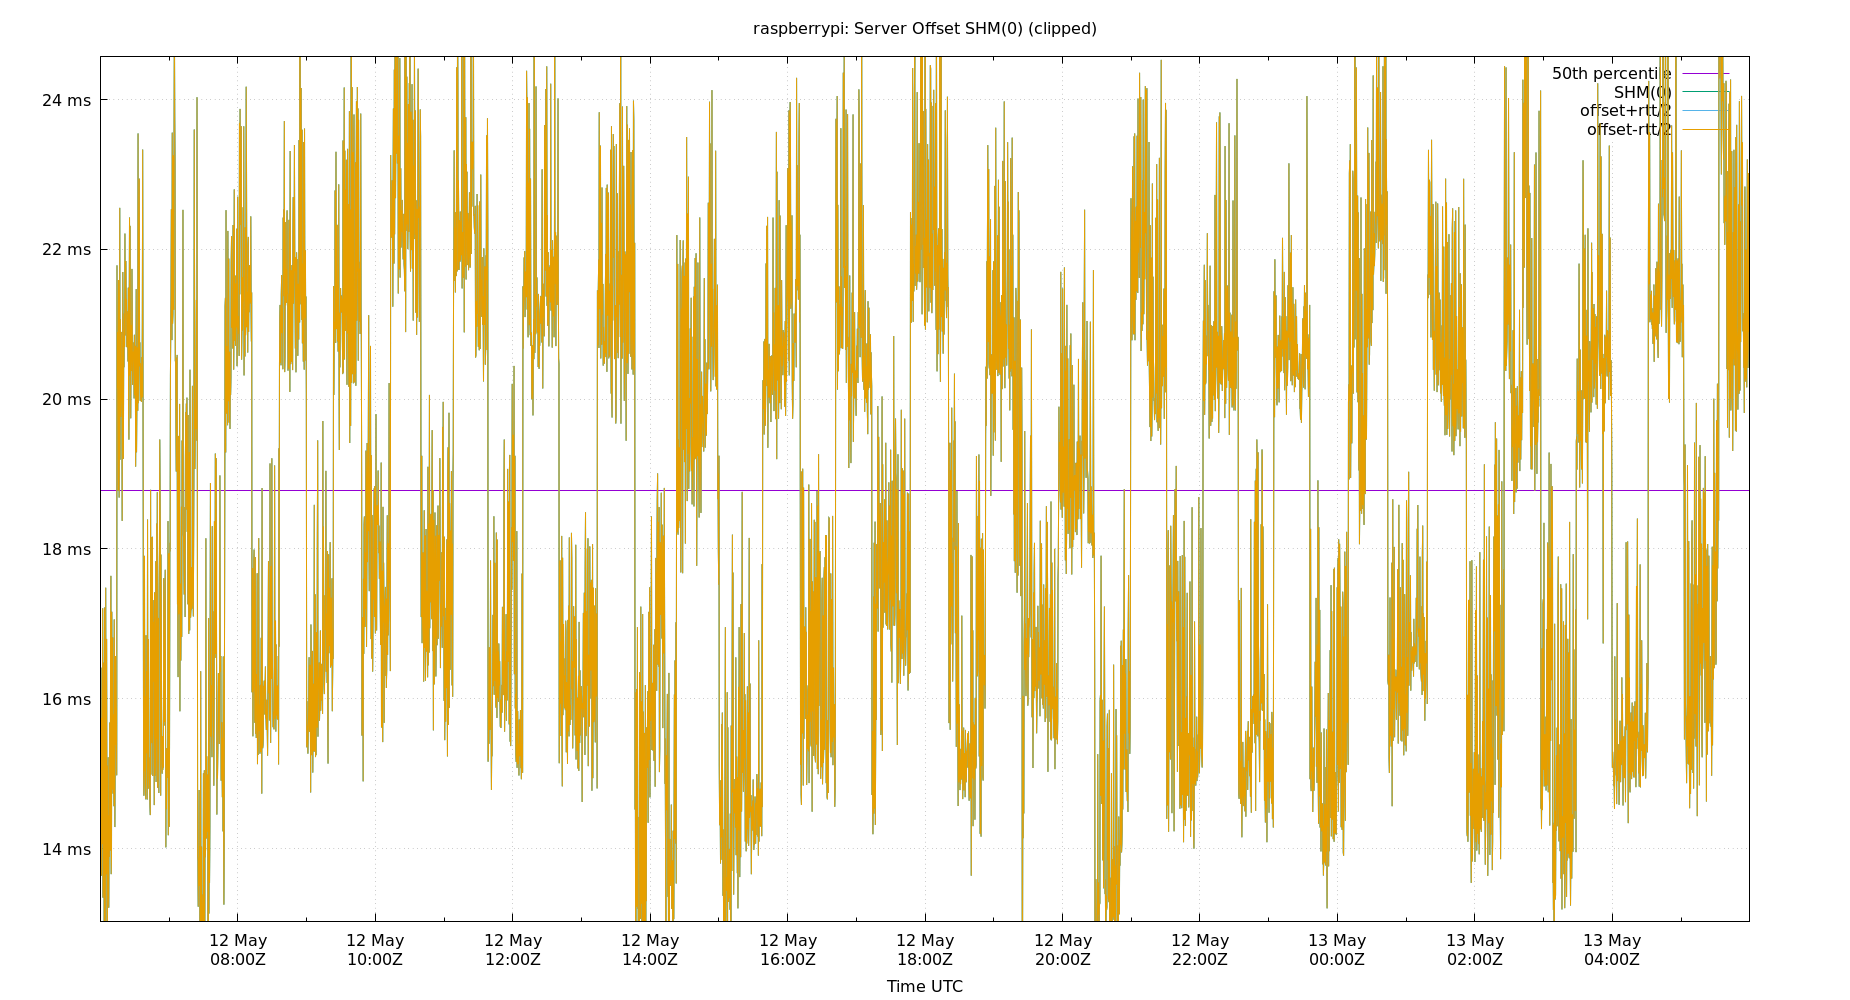 raspberrypi: Server Offset SHM(0) (clipped)
50th percentile
SHM(0)
offset+rtt/2
offset-rtt/2
24 ms
22 ms
20 ms
18 ms
16 ms
14 ms
12 May 08:00Z
12 May 10:00Z
12 May 12:00Z
12 May 14:00Z
12 May 16:00Z
12 May 18:00Z
12 May 20:00Z
12 May 22:00Z
13 May 00:00Z
13 May 02:00Z
13 May 04:00Z
Time UTC